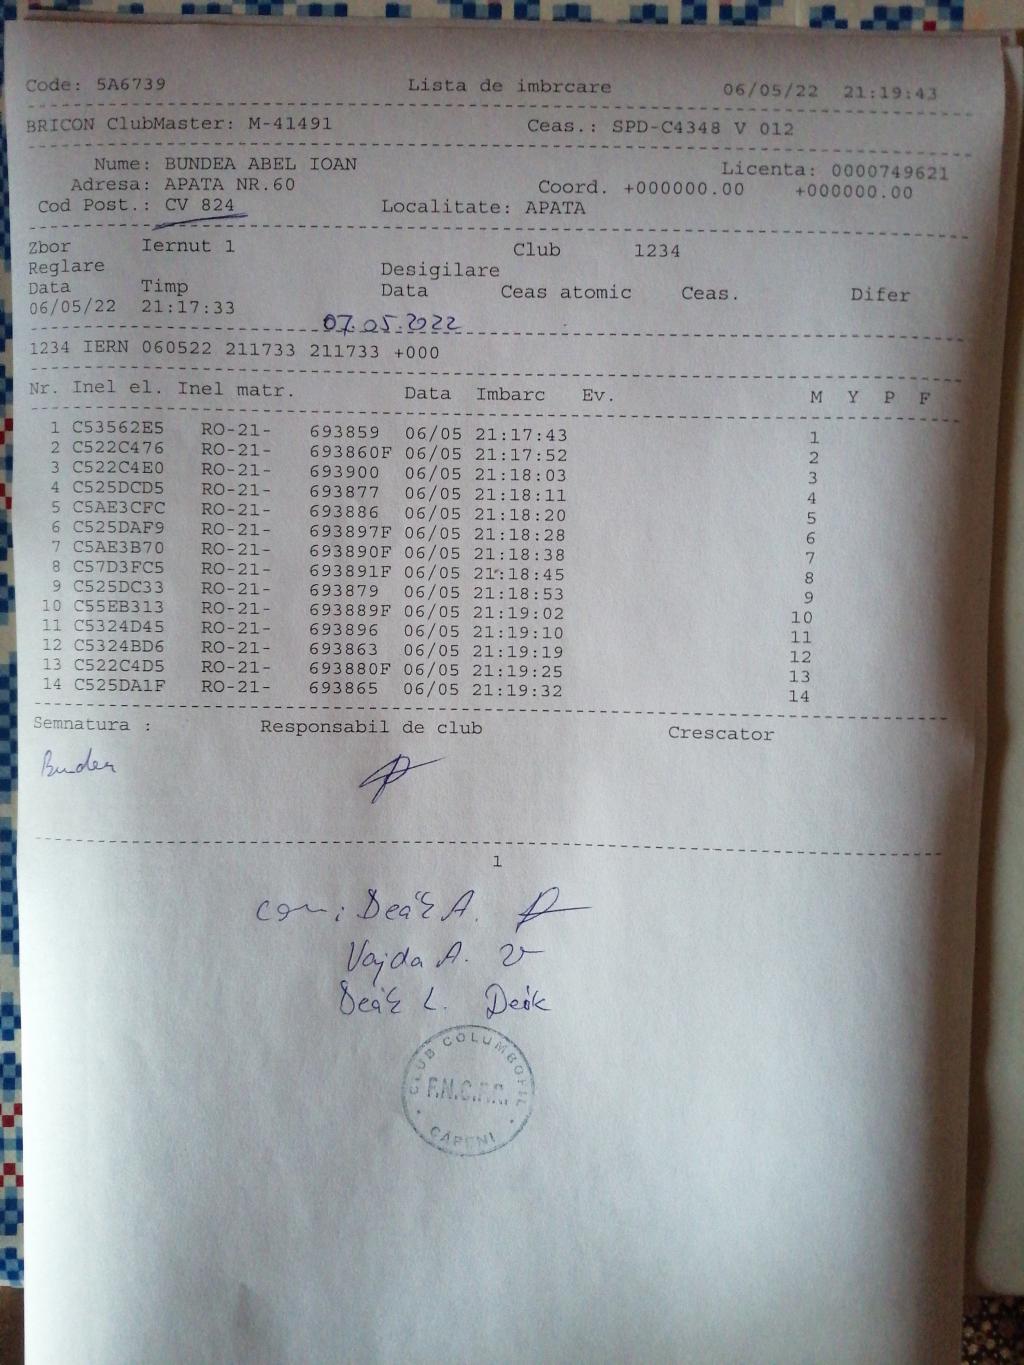 Code: 5A6739 Lista de imbrcare 06/05/22 21:19:43
BRICON ClubMaster: M-41491 Ceas.: SPD-C4348 V 012
Nume: BUNDEA ABEL IOAN Licenta: 0000749621
Adresa: APATA NR.60 Coord. +000000.00 +000000.00
Cod Post.: CV 824 Localitate: APATA
Zbor Iernut 1 Club 1234
Reglare Desigilare
Data Timp Data Ceas atomic Ceas. Difer
06/05/22 21:17:33
07.05.2022
1234 IERN 060522 211733 211733 +000
Nr. Inel el. Inel matr. Data Imbarc Ev. M Y P F
1 C53562E5 RO-21- 693859 06/05 21:17:43 1
2 C522C476 RO-21- 693860F 06/05 21:17:52 2
3 C522C4E0 RO-21- 693900 06/05 21:18:03 3
4 C525DCD5 RO-21- 693877 06/05 21:18:11 4
5 C5AE3CFC RO-21- 693886 06/05 21:18:20 5
6 C525DAF9 RO-21- 693897F 06/05 21:18:28 6
7 C5AE3B70 RO-21- 693890F 06/05 21:18:38 7
8 C57D3FC5 RO-21- 693891F 06/05 21:18:45 8
9 C525DC33 RO-21- 693879 06/05 21:18:53 9
10 C55EB313 RO-21- 693889F 06/05 21:19:02 10
11 C5324D45 RO-21- 693896 06/05 21:19:10 11
12 C5324BD6 RO-21- 693863 06/05 21:19:19 12
13 C522C4D5 RO-21- 693880F 06/05 21:19:25 13
14 C525DA1F RO-21- 693865 06/05 21:19:32 14
Semnatura : Responsabil de club Crescator
Bundea
1
com: Deák A.
Vajda A.
Deák L. Deák
CLUB COLUMBOFIL
CĂPENI